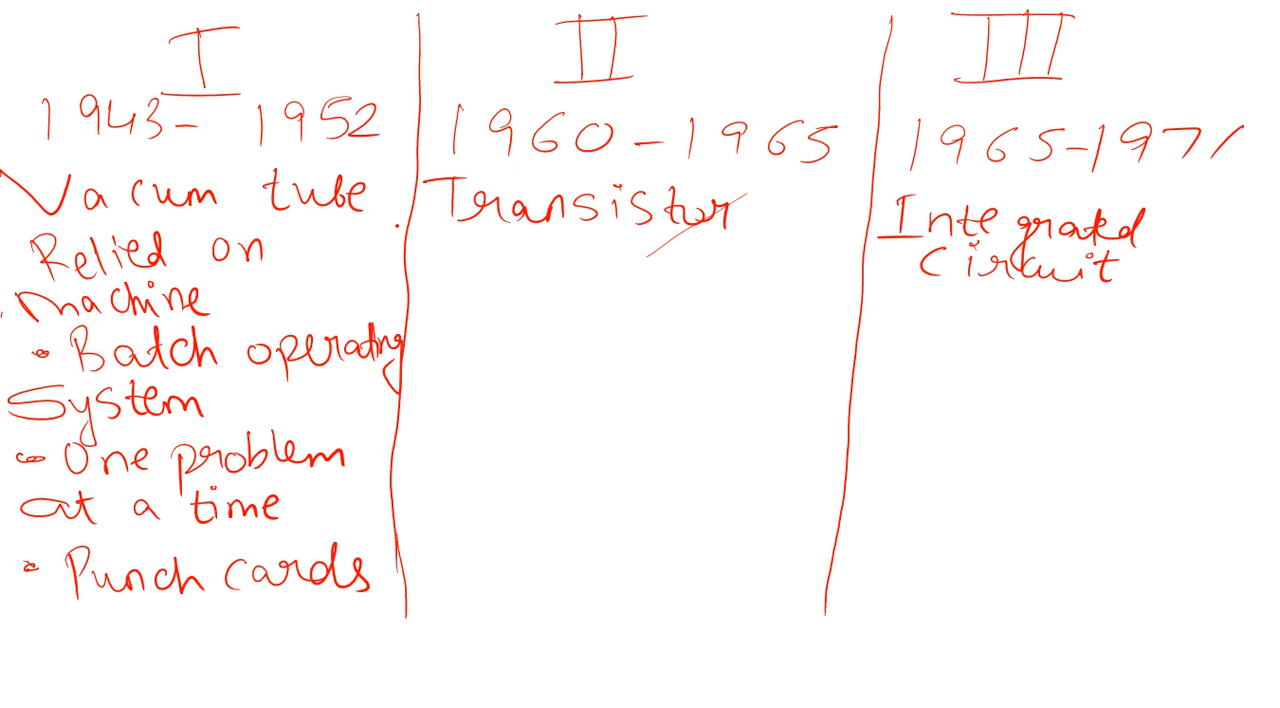 I
1943- 1952
Vacum tube
Relied on
machine
• Batch operating
System
• One problem
at a time
• Punch cards
II
1960-1965
Transistor
III
1965-1971
Integrated
Circuit